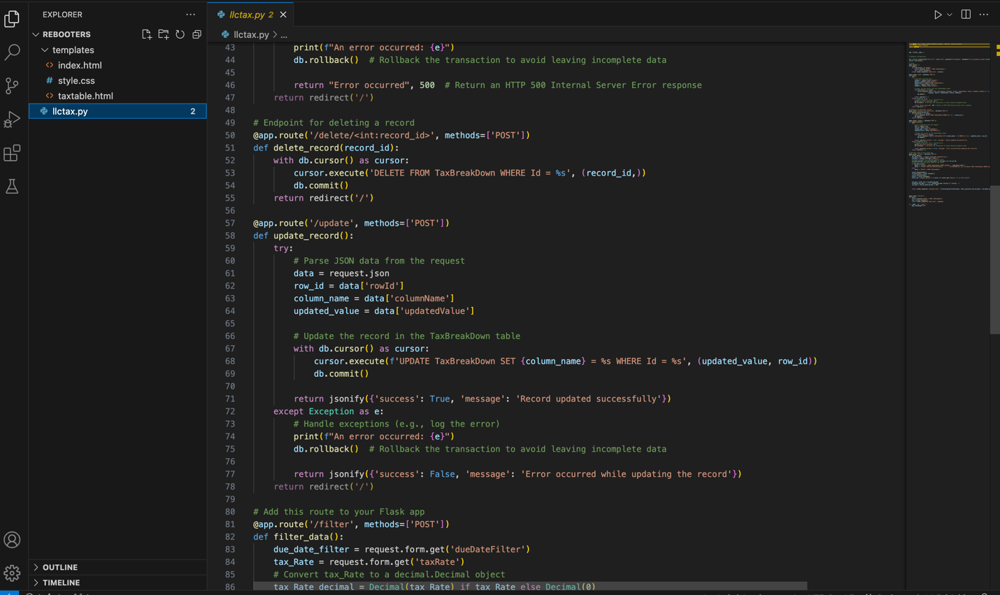 EXPLORER
REBOOTERS
templates
index.html
# style.css
taxtable.html
llctax.py 2
OUTLINE
TIMELINE
llctax.py 2
llctax.py > ...
43 print(f"An error occurred: {e}")
44 db.rollback()  # Rollback the transaction to avoid leaving incomplete data
45
46 return "Error occurred", 500  # Return an HTTP 500 Internal Server Error response
47 return redirect('/')
48
49 # Endpoint for deleting a record
50 @app.route('/delete/<int:record_id>', methods=['POST'])
51 def delete_record(record_id):
52 with db.cursor() as cursor:
53 cursor.execute('DELETE FROM TaxBreakDown WHERE Id = %s', (record_id,))
54 db.commit()
55 return redirect('/')
56
57 @app.route('/update', methods=['POST'])
58 def update_record():
59 try:
60 # Parse JSON data from the request
61 data = request.json
62 row_id = data['rowId']
63 column_name = data['columnName']
64 updated_value = data['updatedValue']
65
66 # Update the record in the TaxBreakDown table
67 with db.cursor() as cursor:
68 cursor.execute(f'UPDATE TaxBreakDown SET {column_name} = %s WHERE Id = %s', (updated_value, row_id))
69 db.commit()
70
71 return jsonify({'success': True, 'message': 'Record updated successfully'})
72 except Exception as e:
73 # Handle exceptions (e.g., log the error)
74 print(f"An error occurred: {e}")
75 db.rollback()  # Rollback the transaction to avoid leaving incomplete data
76
77 return jsonify({'success': False, 'message': 'Error occurred while updating the record'})
78 return redirect('/')
79
80 # Add this route to your Flask app
81 @app.route('/filter', methods=['POST'])
82 def filter_data():
83 due_date_filter = request.form.get('dueDateFilter')
84 tax_Rate = request.form.get('taxRate')
85 # Convert tax_Rate to a decimal.Decimal object
86 tax_Rate_decimal = Decimal(tax_Rate) if tax_Rate else Decimal(0)